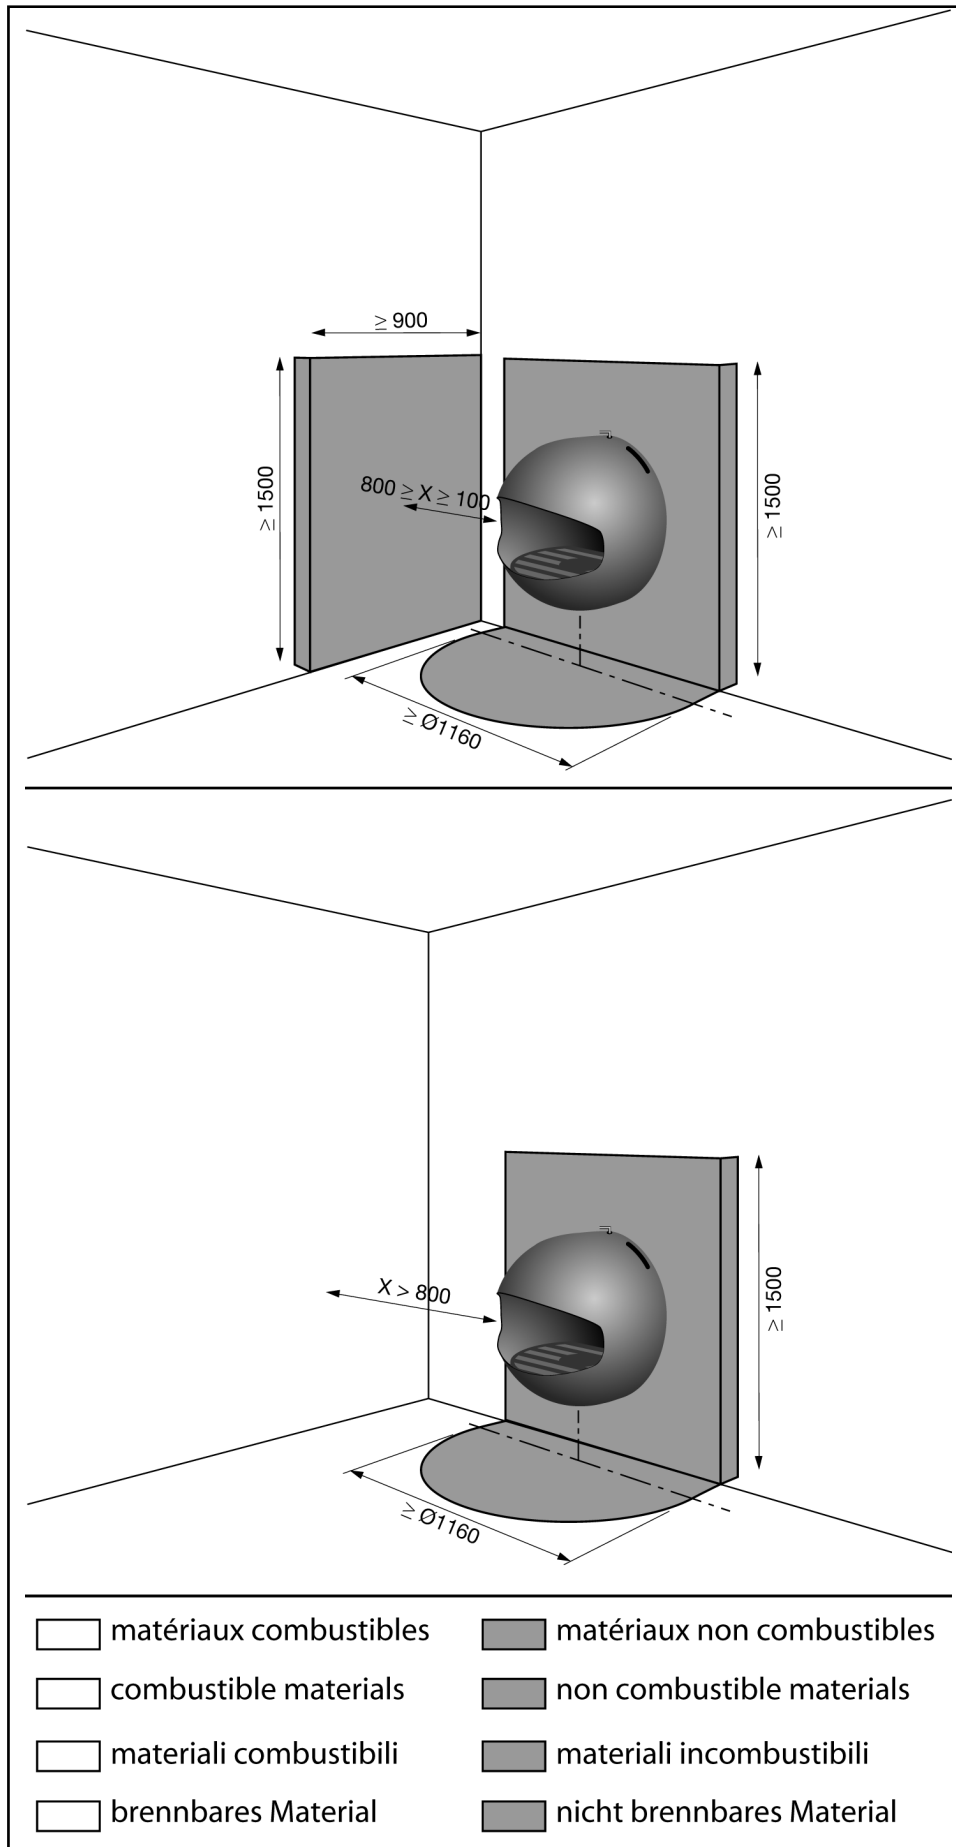 ≥ 900
≥ 1500
800 ≥ X ≥ 100
≥ 1500
≥ Ø1160
X > 800
≥ 1500
≥ Ø1160
matériaux combustibles
matériaux non combustibles
combustible materials
non combustible materials
materiali combustibili
materiali incombustibili
brennbares Material
nicht brennbares Material